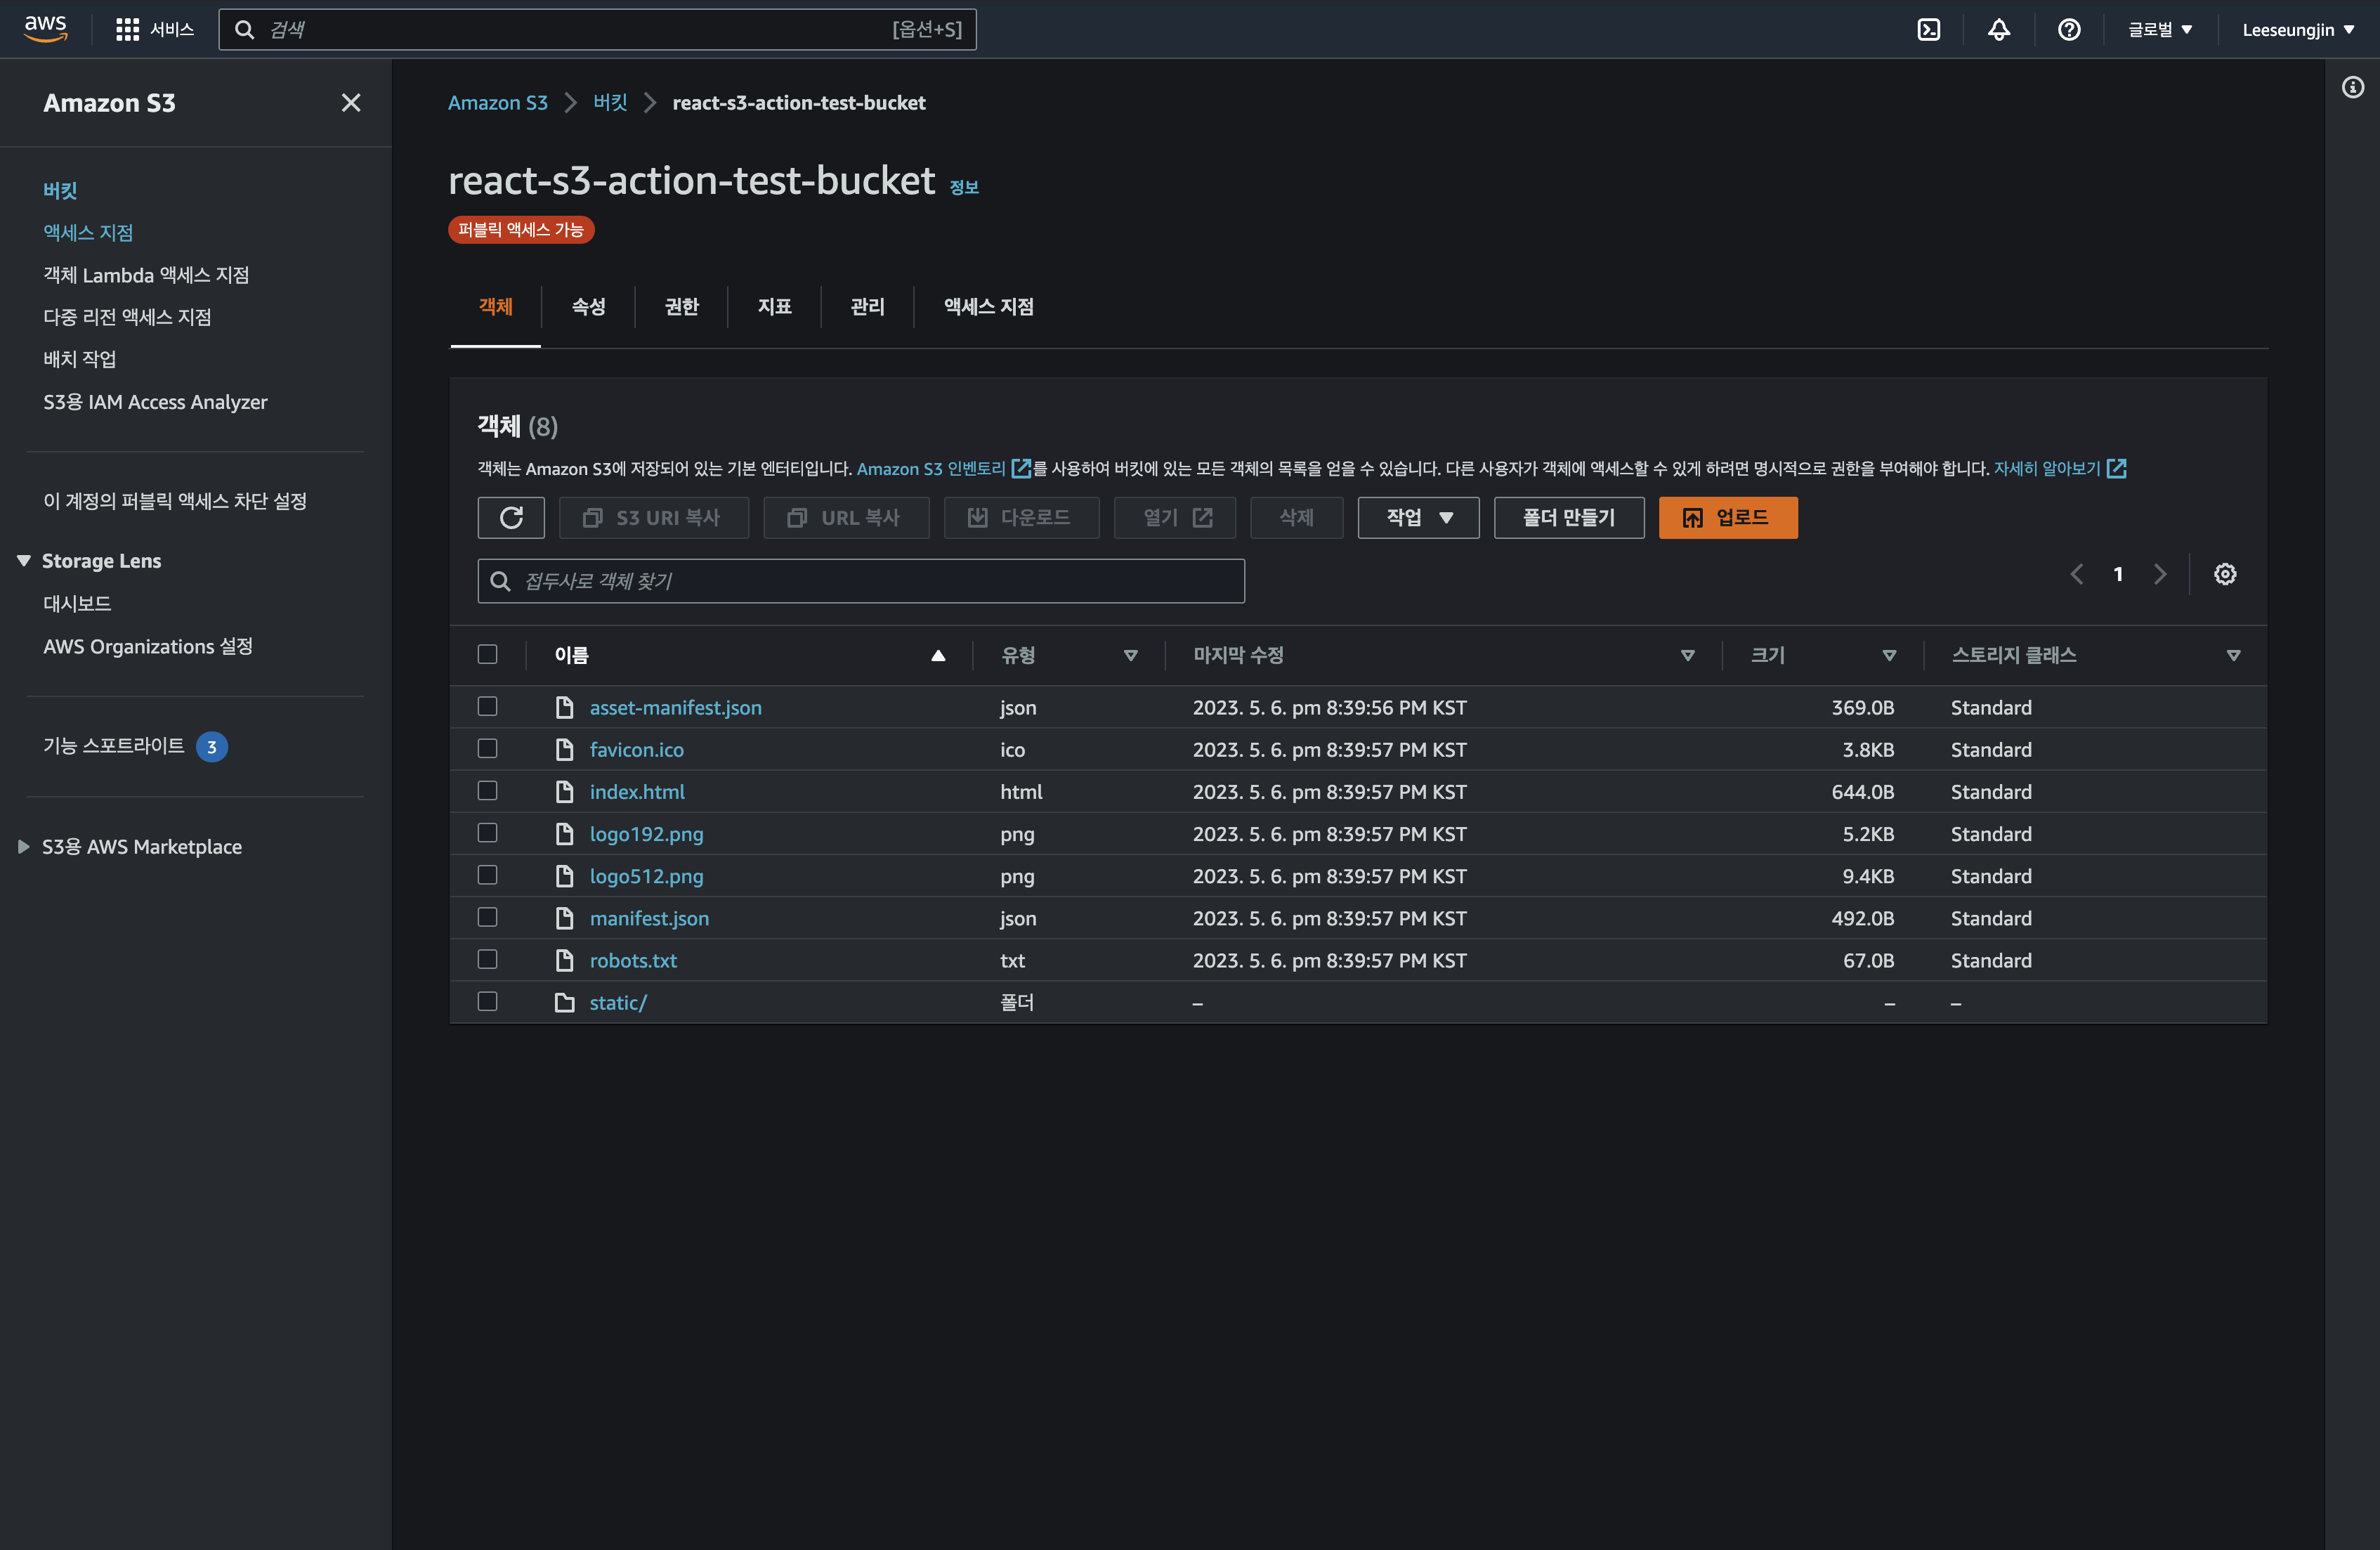 aws
서비스
검색
[옵션+S]
글로벌
Leeseungjin
Amazon S3
버킷
액세스 지점
객체 Lambda 액세스 지점
다중 리전 액세스 지점
배치 작업
S3용 IAM Access Analyzer
이 계정의 퍼블릭 액세스 차단 설정
Storage Lens
대시보드
AWS Organizations 설정
기능 스포트라이트 3
S3용 AWS Marketplace
Amazon S3 버킷 react-s3-action-test-bucket
react-s3-action-test-bucket 정보
퍼블릭 액세스 가능
객체 속성 권한 지표 관리 액세스 지점
객체 (8)
객체는 Amazon S3에 저장되어 있는 기본 엔터티입니다. Amazon S3 인벤토리를 사용하여 버킷에 있는 모든 객체의 목록을 얻을 수 있습니다. 다른 사용자가 객체에 액세스할 수 있게 하려면 명시적으로 권한을 부여해야 합니다. 자세히 알아보기
S3 URI 복사 URL 복사 다운로드 열기 삭제 작업 폴더 만들기 업로드
접두사로 객체 찾기
1
이름 유형 마지막 수정 크기 스토리지 클래스
asset-manifest.json json 2023. 5. 6. pm 8:39:56 PM KST 369.0B Standard
favicon.ico ico 2023. 5. 6. pm 8:39:57 PM KST 3.8KB Standard
index.html html 2023. 5. 6. pm 8:39:57 PM KST 644.0B Standard
logo192.png png 2023. 5. 6. pm 8:39:57 PM KST 5.2KB Standard
logo512.png png 2023. 5. 6. pm 8:39:57 PM KST 9.4KB Standard
manifest.json json 2023. 5. 6. pm 8:39:57 PM KST 492.0B Standard
robots.txt txt 2023. 5. 6. pm 8:39:57 PM KST 67.0B Standard
static/ 폴더 – – –